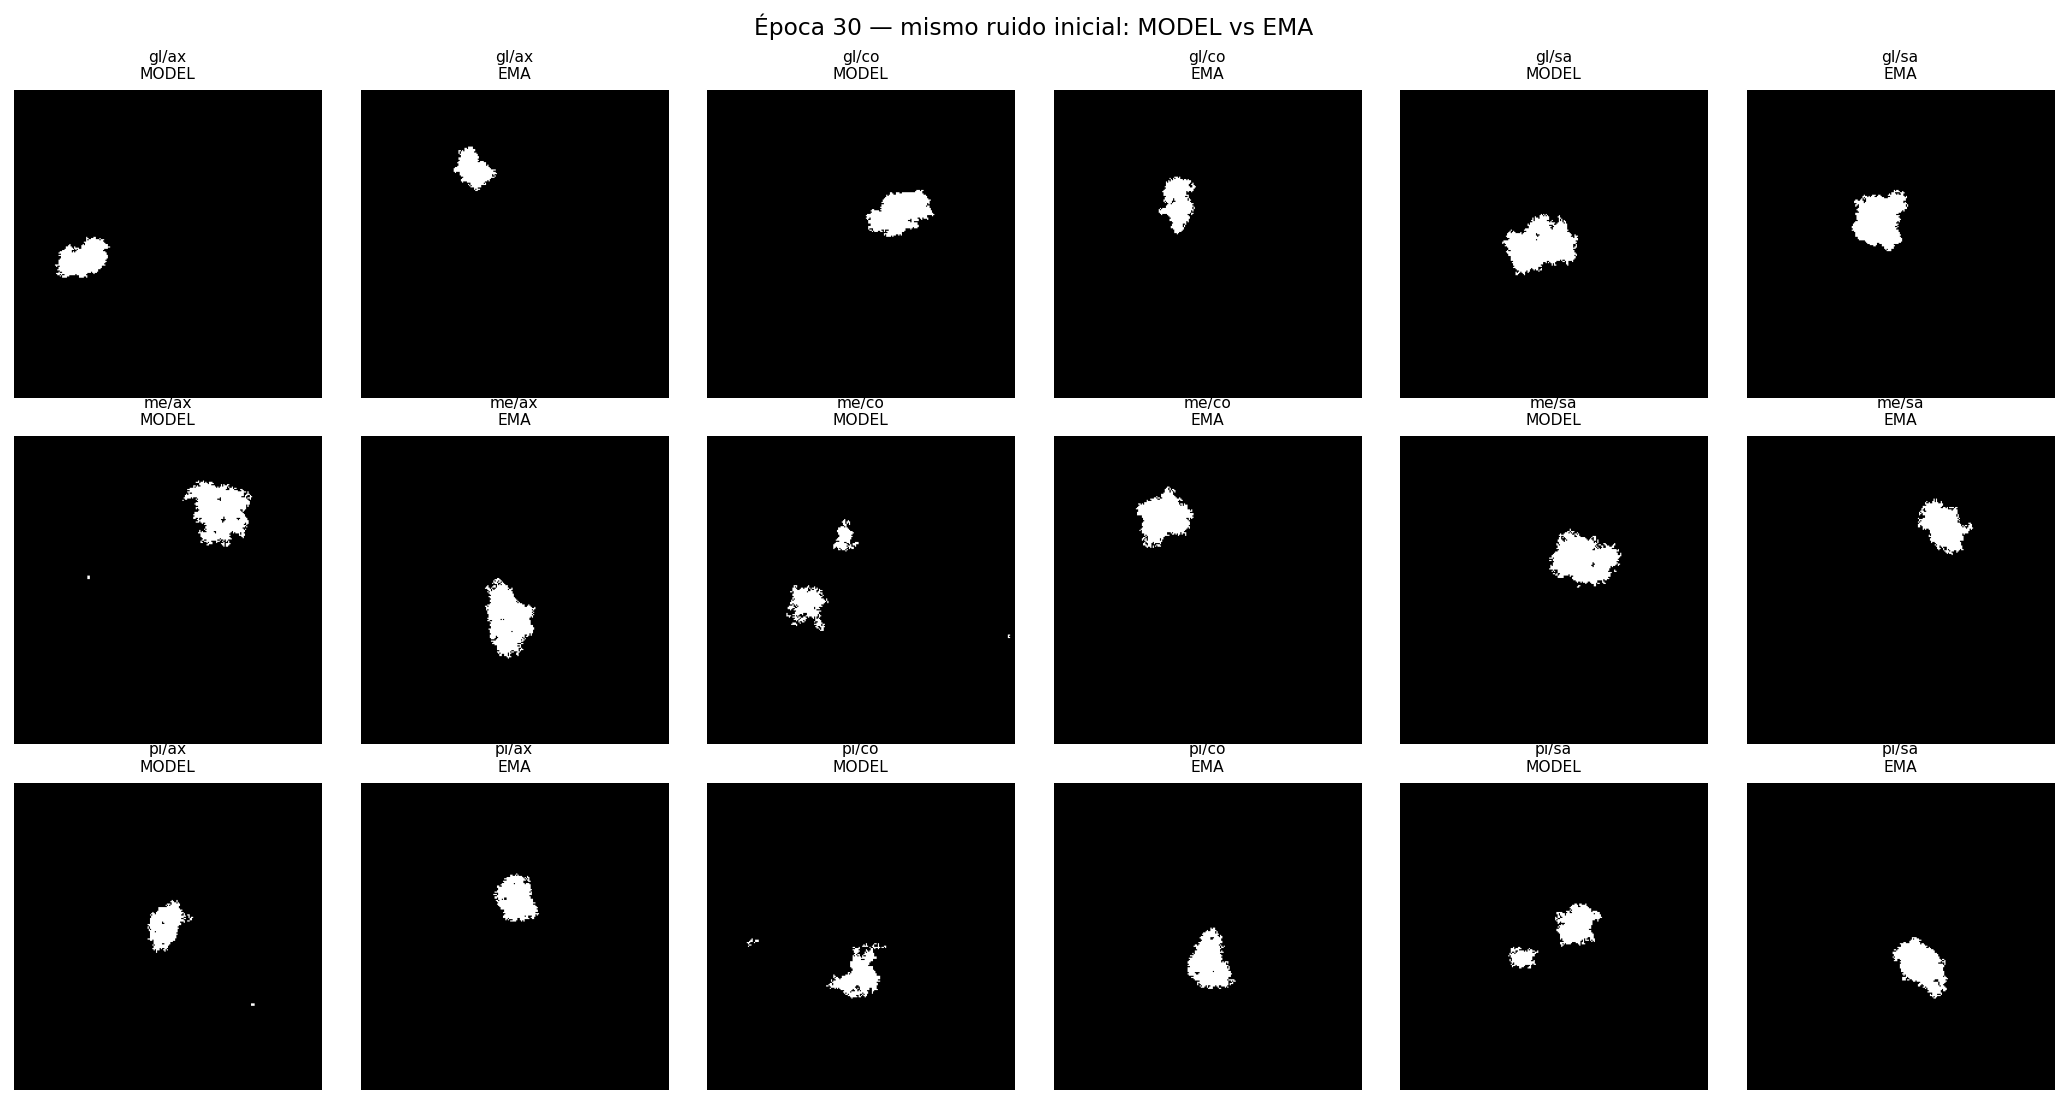 Época 30 — mismo ruido inicial: MODEL vs EMA
gl/ax
MODEL
gl/ax
EMA
gl/co
MODEL
gl/co
EMA
gl/sa
MODEL
gl/sa
EMA
me/ax
MODEL
me/ax
EMA
me/co
MODEL
me/co
EMA
me/sa
MODEL
me/sa
EMA
pi/ax
MODEL
pi/ax
EMA
pi/co
MODEL
pi/co
EMA
pi/sa
MODEL
pi/sa
EMA